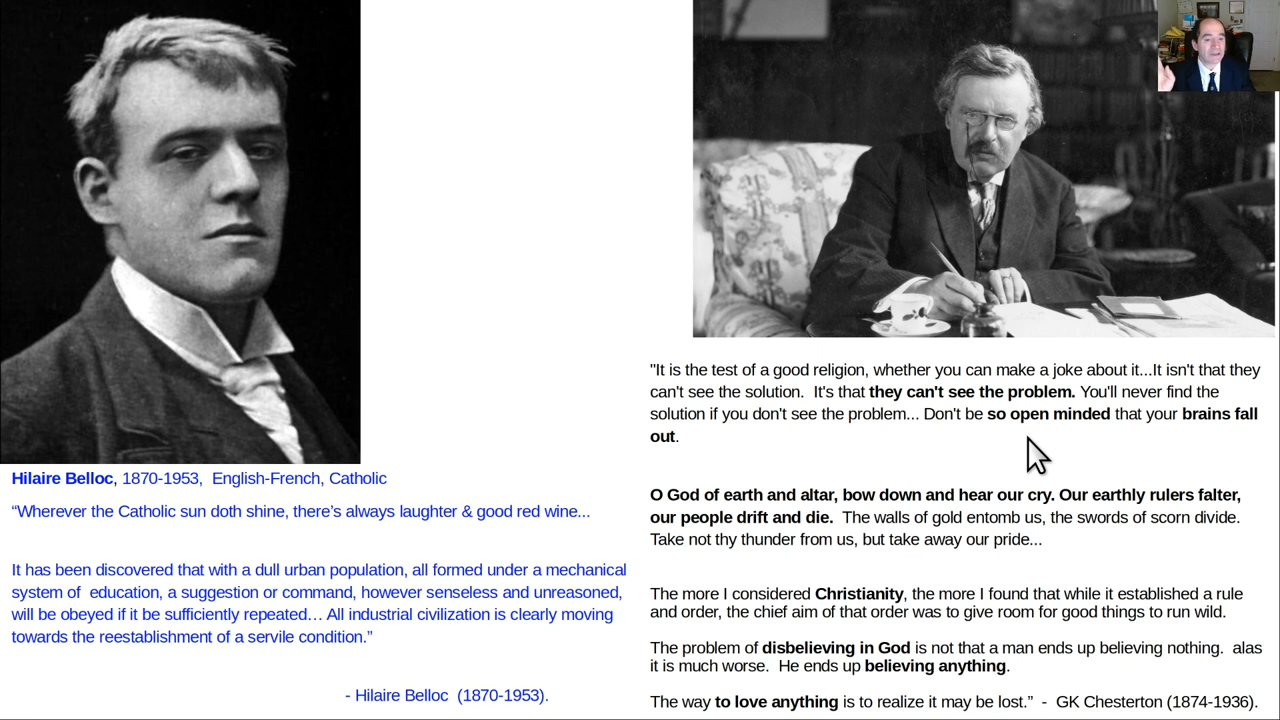 Hilaire Belloc, 1870-1953,  English-French, Catholic
“Wherever the Catholic sun doth shine, there’s always laughter & good red wine...
It has been discovered that with a dull urban population, all formed under a mechanical
system of  education, a suggestion or command, however senseless and unreasoned,
will be obeyed if it be sufficiently repeated… All industrial civilization is clearly moving
towards the reestablishment of a servile condition.”
- Hilaire Belloc  (1870-1953).
"It is the test of a good religion, whether you can make a joke about it...It isn't that they
can't see the solution.  It's that they can't see the problem. You'll never find the
solution if you don't see the problem... Don't be so open minded that your brains fall
out.
O God of earth and altar, bow down and hear our cry. Our earthly rulers falter,
our people drift and die.  The walls of gold entomb us, the swords of scorn divide.
Take not thy thunder from us, but take away our pride...
The more I considered Christianity, the more I found that while it established a rule
and order, the chief aim of that order was to give room for good things to run wild.
The problem of disbelieving in God is not that a man ends up believing nothing.  alas
it is much worse.  He ends up believing anything.
The way to love anything is to realize it may be lost.”  -  GK Chesterton (1874-1936).